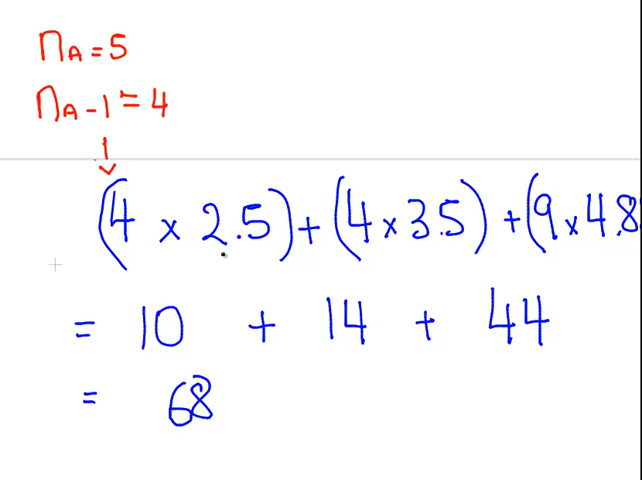 nA = 5
nA - 1 = 4
(4 x 2.5) + (4 x 3.5) + (9 x 4.8
= 10 + 14 + 44
= 68